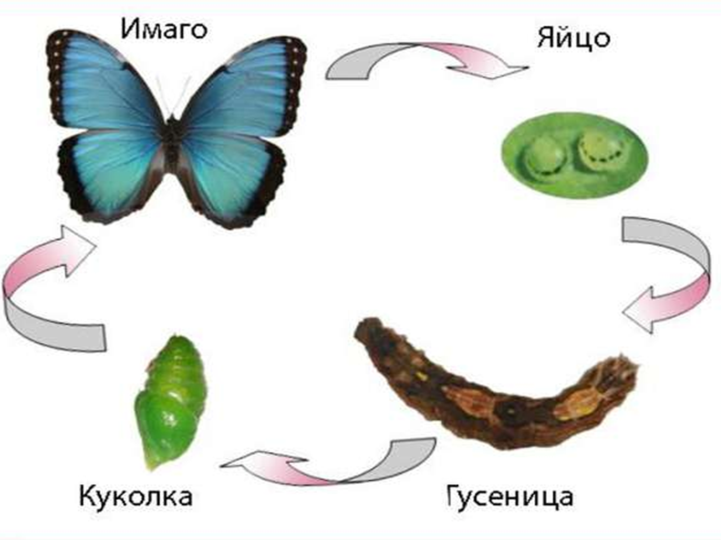 Имаго
Яйцо
Куколка
Гусеница